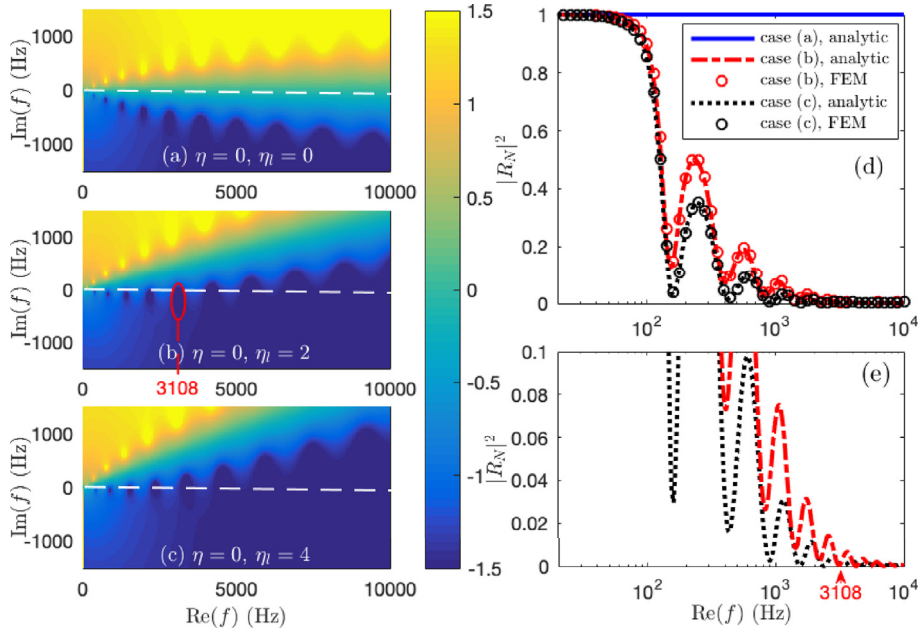 1000
0
-1000
Im(f) (Hz)
(a) η = 0, η_l = 0
0
5000
10000
1000
0
-1000
Im(f) (Hz)
(b) η = 0, η_l = 2
0
3108
5000
10000
1000
0
-1000
Im(f) (Hz)
(c) η = 0, η_l = 4
0
5000
10000
Re(f) (Hz)
1.5
1
0.5
0
-0.5
-1
-1.5
1
0.8
0.6
0.4
0.2
0
|R_N|^2
case (a), analytic
case (b), analytic
case (b), FEM
case (c), analytic
case (c), FEM
(d)
10^2
10^3
10^4
0.1
0.08
0.06
0.04
0.02
0
|R_N|^2
(e)
10^2
10^3
3108
10^4
Re(f) (Hz)